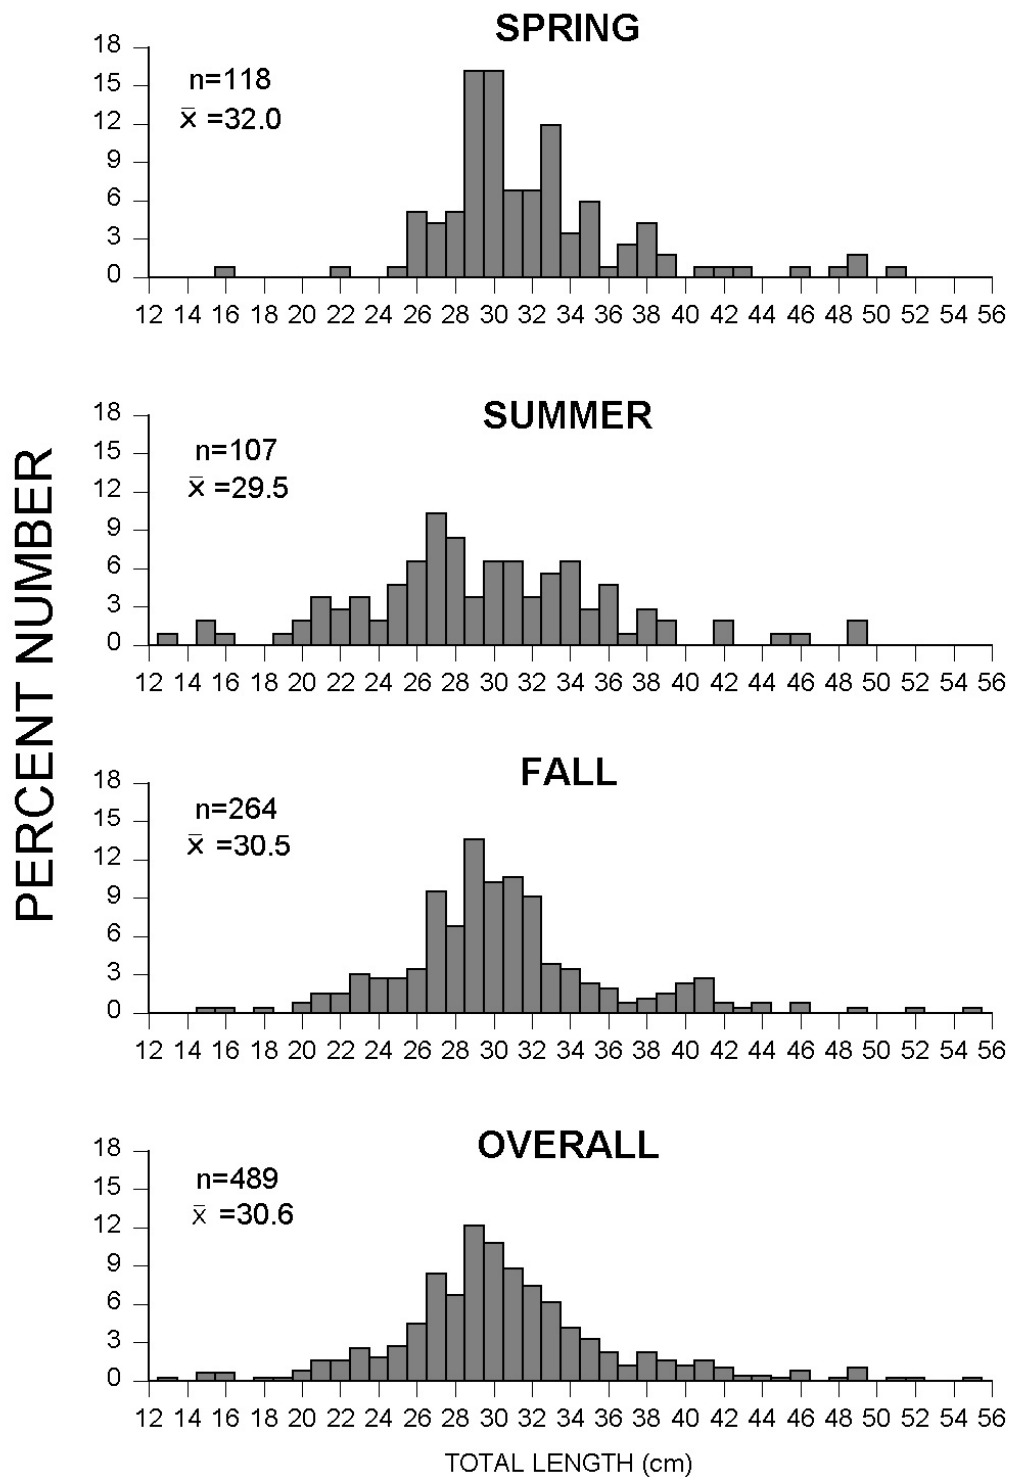 SPRING
18
15
12
9
6
3
0
n=118
x̄ =32.0
12 14 16 18 20 22 24 26 28 30 32 34 36 38 40 42 44 46 48 50 52 54 56
SUMMER
18
15
12
9
6
3
0
n=107
x̄ =29.5
12 14 16 18 20 22 24 26 28 30 32 34 36 38 40 42 44 46 48 50 52 54 56
PERCENT NUMBER
FALL
18
15
12
9
6
3
0
n=264
x̄ =30.5
12 14 16 18 20 22 24 26 28 30 32 34 36 38 40 42 44 46 48 50 52 54 56
OVERALL
18
15
12
9
6
3
0
n=489
x̄ =30.6
12 14 16 18 20 22 24 26 28 30 32 34 36 38 40 42 44 46 48 50 52 54 56
TOTAL LENGTH (cm)